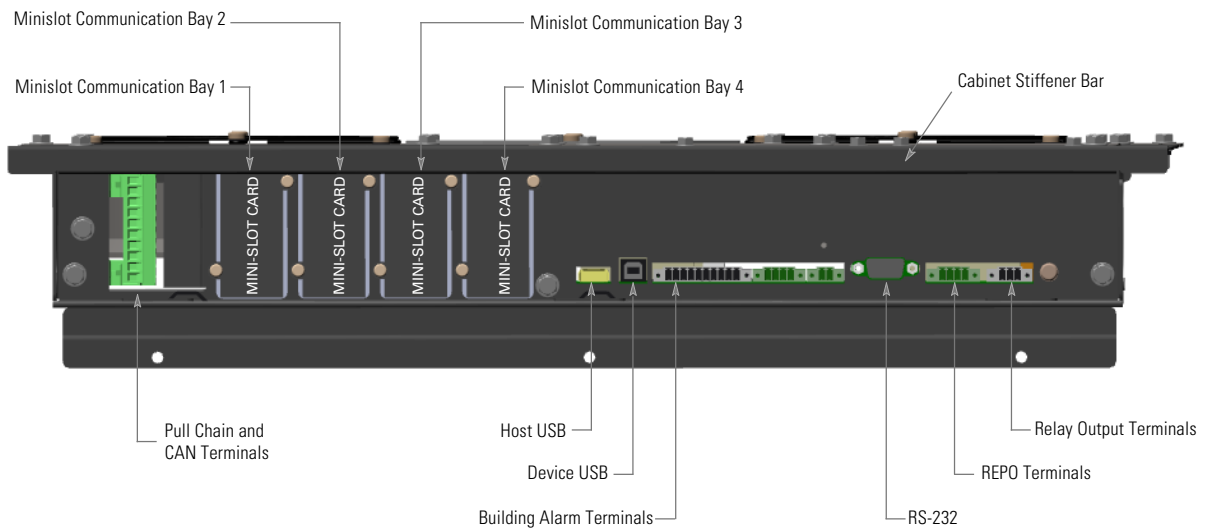 Minislot Communication Bay 2
Minislot Communication Bay 3
Minislot Communication Bay 1
Minislot Communication Bay 4
Cabinet Stiffener Bar
MINI-SLOT CARD
MINI-SLOT CARD
MINI-SLOT CARD
MINI-SLOT CARD
Pull Chain and
CAN Terminals
Host USB
Relay Output Terminals
Device USB
REPO Terminals
Building Alarm Terminals
RS-232